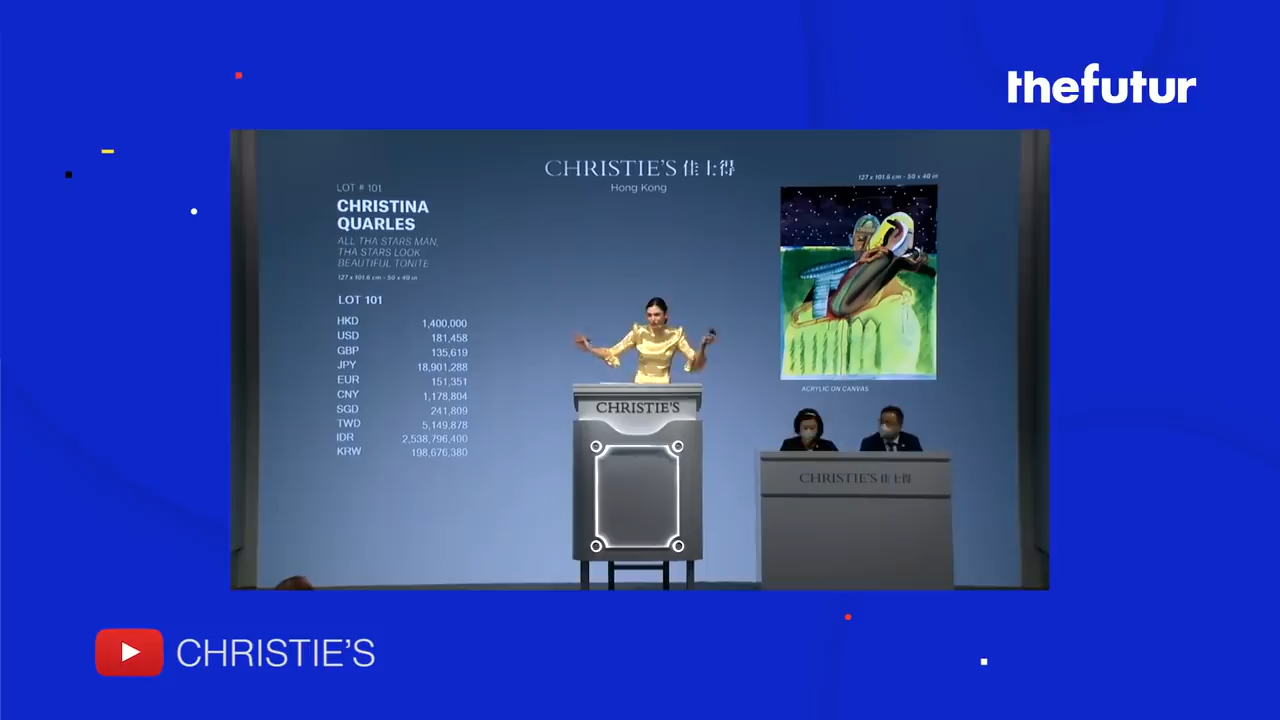 thefutur
CHRISTIE'S 佳士得
Hong Kong
LOT # 101
CHRISTINA
QUARLES
ALL THA STARS MAN,
THA STARS LOOK
BEAUTIFUL TONITE
127 x 101.6 cm - 50 x 40 in
LOT 101
HKD 1,400,000
USD 181,458
GBP 135,619
JPY 18,901,288
EUR 151,351
CNY 1,178,804
SGD 241,809
TWD 5,149,878
IDR 2,538,796,400
KRW 198,676,380
127 x 101.6 cm - 50 x 40 in
ACRYLIC ON CANVAS
CHRISTIE'S
CHRISTIE'S 佳士得
CHRISTIE'S